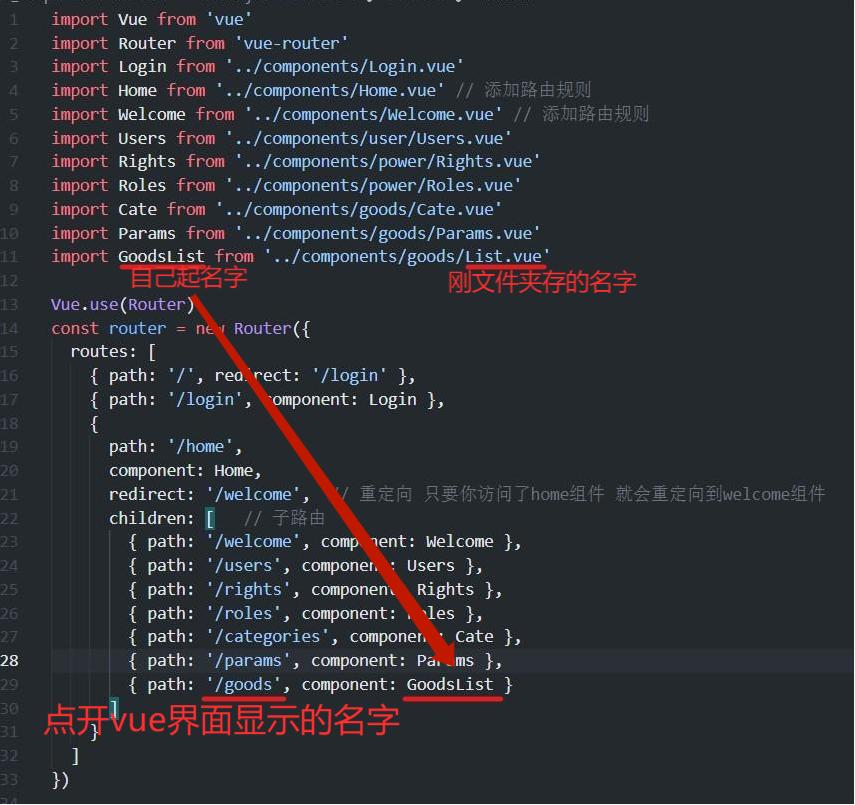 1 import Vue from 'vue'
2 import Router from 'vue-router'
3 import Login from '../components/Login.vue'
4 import Home from '../components/Home.vue' // 添加路由规则
5 import Welcome from '../components/Welcome.vue' // 添加路由规则
6 import Users from '../components/user/Users.vue'
7 import Rights from '../components/power/Rights.vue'
8 import Roles from '../components/power/Roles.vue'
9 import Cate from '../components/goods/Cate.vue'
10 import Params from '../components/goods/Params.vue'
11 import GoodsList from '../components/goods/List.vue'
自己起名字 刚文件夹存的名字
12
13 Vue.use(Router)
14 const router = new Router({
15 routes: [
16 { path: '/', redirect: '/login' },
17 { path: '/login', component: Login },
18 {
19 path: '/home',
20 component: Home,
21 redirect: '/welcome', // 重定向 只要你访问了home组件 就会重定向到welcome组件
22 children: [ // 子路由
23 { path: '/welcome', component: Welcome },
24 { path: '/users', component: Users },
25 { path: '/rights', component: Rights },
26 { path: '/roles', component: Roles },
27 { path: '/categories', component: Cate },
28 { path: '/params', component: Params },
29 { path: '/goods', component: GoodsList }
30 ]
点开vue界面显示的名字
31 }
32 ]
33 })
34